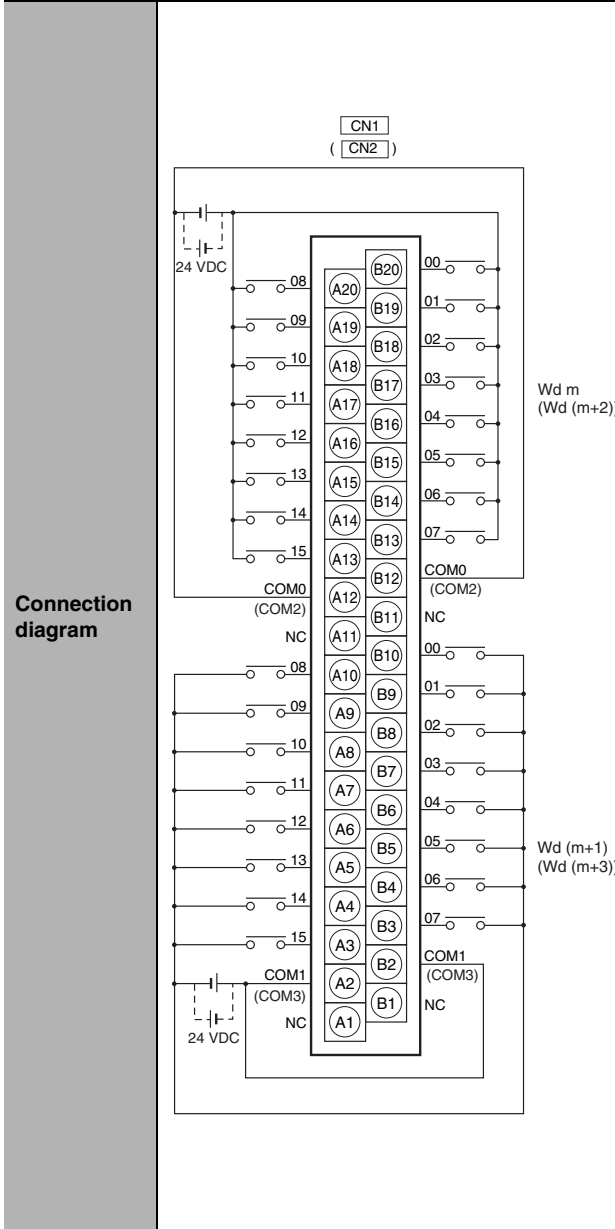 Connection
diagram
CN1
( CN2 )
24 VDC
08
09
10
11
12
13
14
15
COM0
(COM2)
NC
08
09
10
11
12
13
14
15
COM1
(COM3)
NC
24 VDC
A20
A19
A18
A17
A16
A15
A14
A13
A12
A11
A10
A9
A8
A7
A6
A5
A4
A3
A2
A1
B20
B19
B18
B17
B16
B15
B14
B13
B12
B11
B10
B9
B8
B7
B6
B5
B4
B3
B2
B1
00
01
02
03
04
05
06
07
COM0
(COM2)
NC
00
01
02
03
04
05
06
07
COM1
(COM3)
NC
Wd m
(Wd (m+2))
Wd (m+1)
(Wd (m+3))